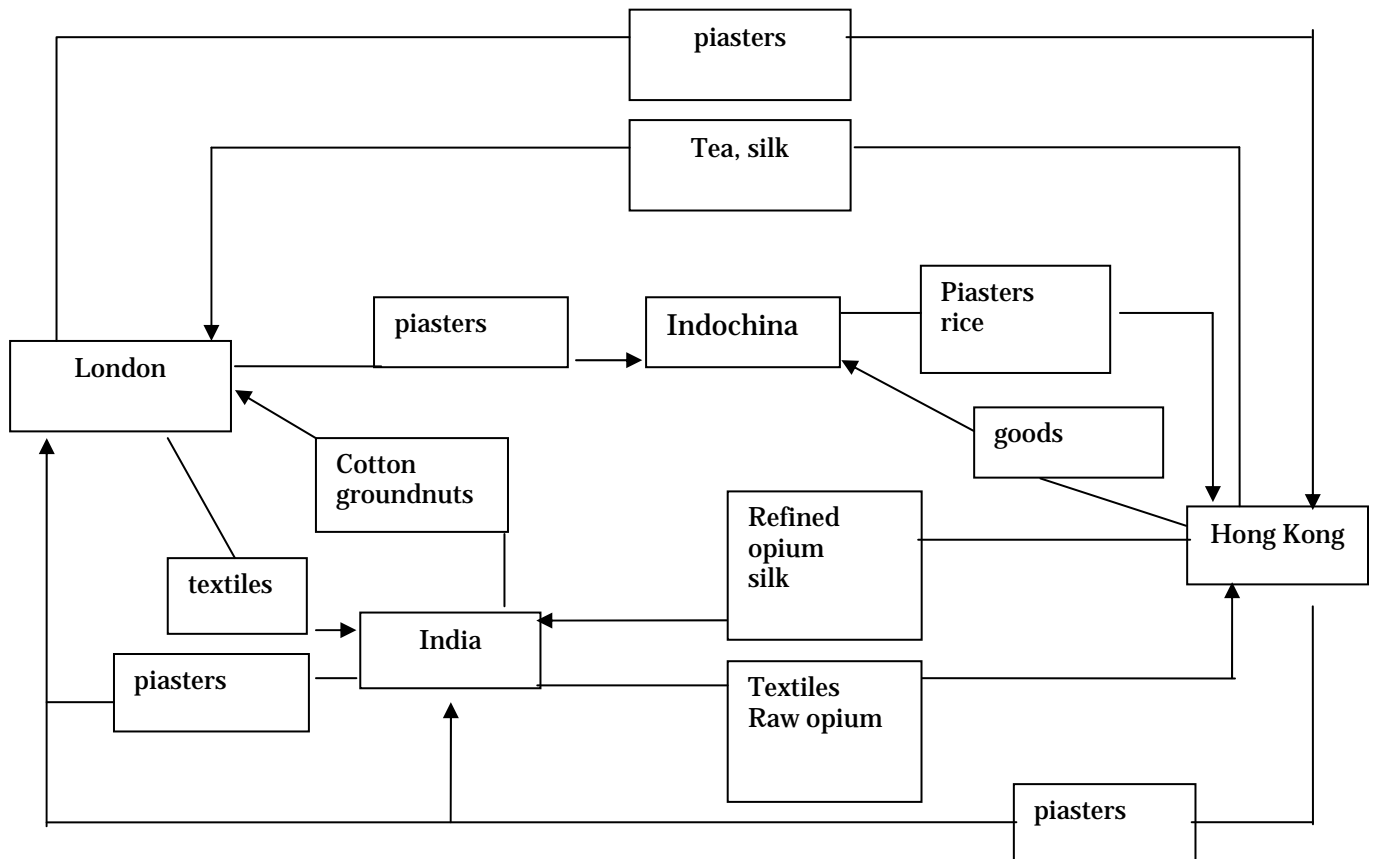 piasters
Tea, silk
Piasters
rice
piasters
Indochina
London
goods
Cotton
groundnuts
Refined
opium
silk
Hong Kong
textiles
India
piasters
Textiles
Raw opium
piasters